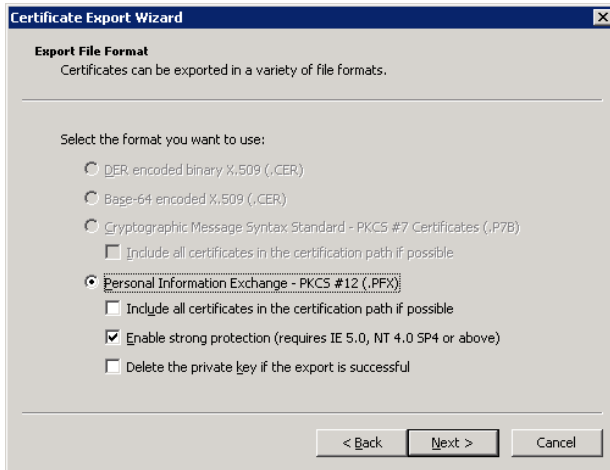 Certificate Export Wizard
Export File Format
Certificates can be exported in a variety of file formats.
Select the format you want to use:
DER encoded binary X.509 (.CER)
Base-64 encoded X.509 (.CER)
Cryptographic Message Syntax Standard - PKCS #7 Certificates (.P7B)
Include all certificates in the certification path if possible
Personal Information Exchange - PKCS #12 (.PFX)
Include all certificates in the certification path if possible
Enable strong protection (requires IE 5.0, NT 4.0 SP4 or above)
Delete the private key if the export is successful
< Back Next > Cancel